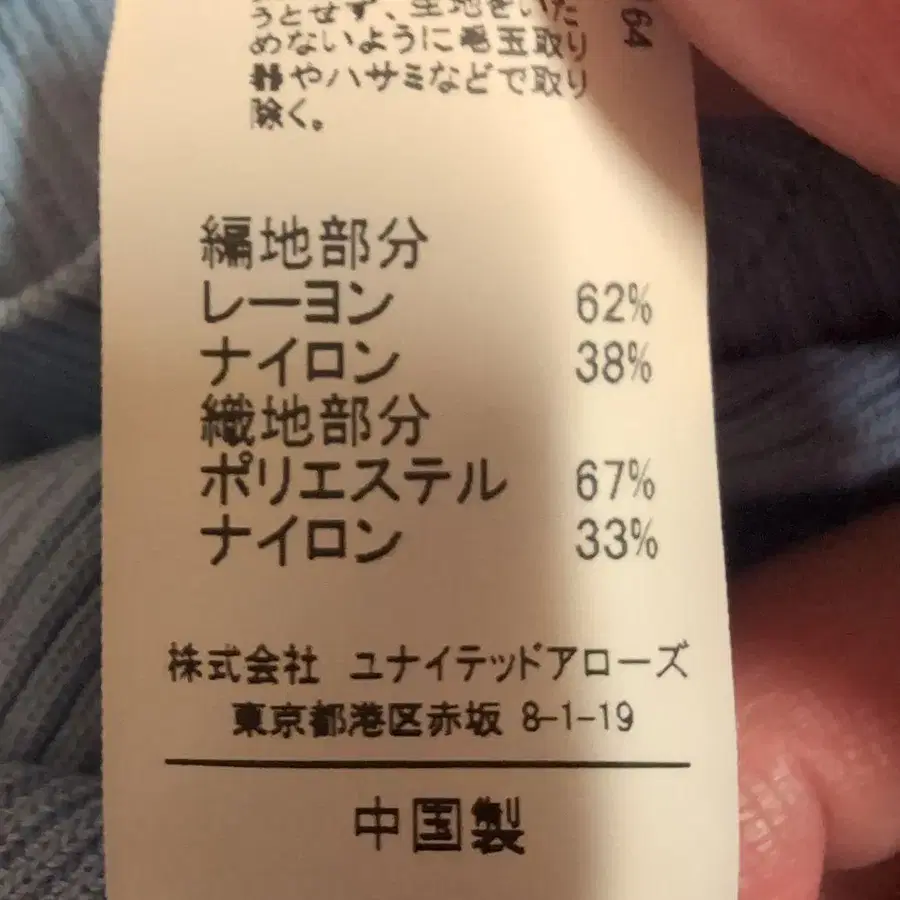 うとせず、生地をいた
めないように毛玉取り
器やハサミなどで取り
除く。
64
編地部分
レーヨン 62%
ナイロン 38%
織地部分
ポリエステル 67%
ナイロン 33%
株式会社 ユナイテッドアローズ
東京都港区赤坂 8-1-19
中国製